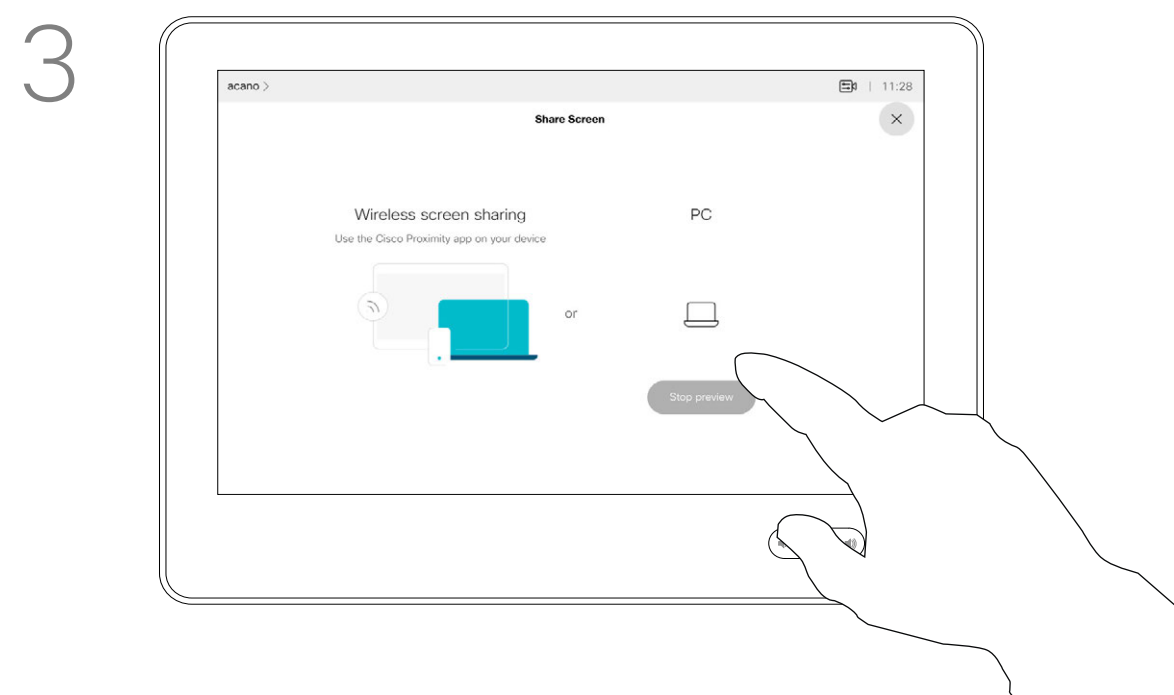 3
acano >
11:28
Share Screen
Wireless screen sharing
PC
Use the Cisco Proximity app on your device
or
Stop preview